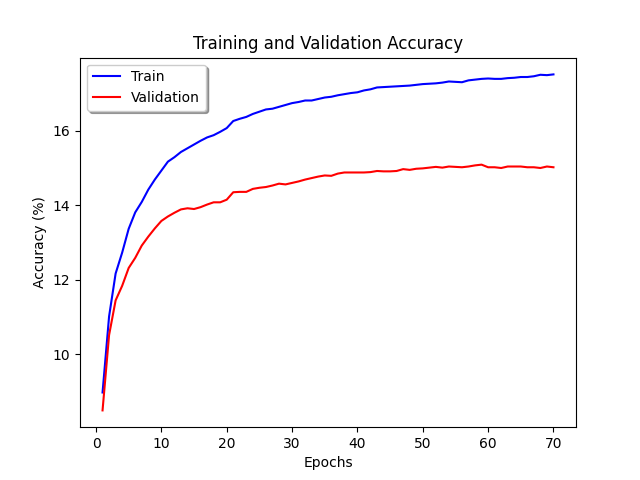 Training and Validation Accuracy
Train
Validation
16
14
12
10
Accuracy (%)
0 10 20 30 40 50 60 70
Epochs